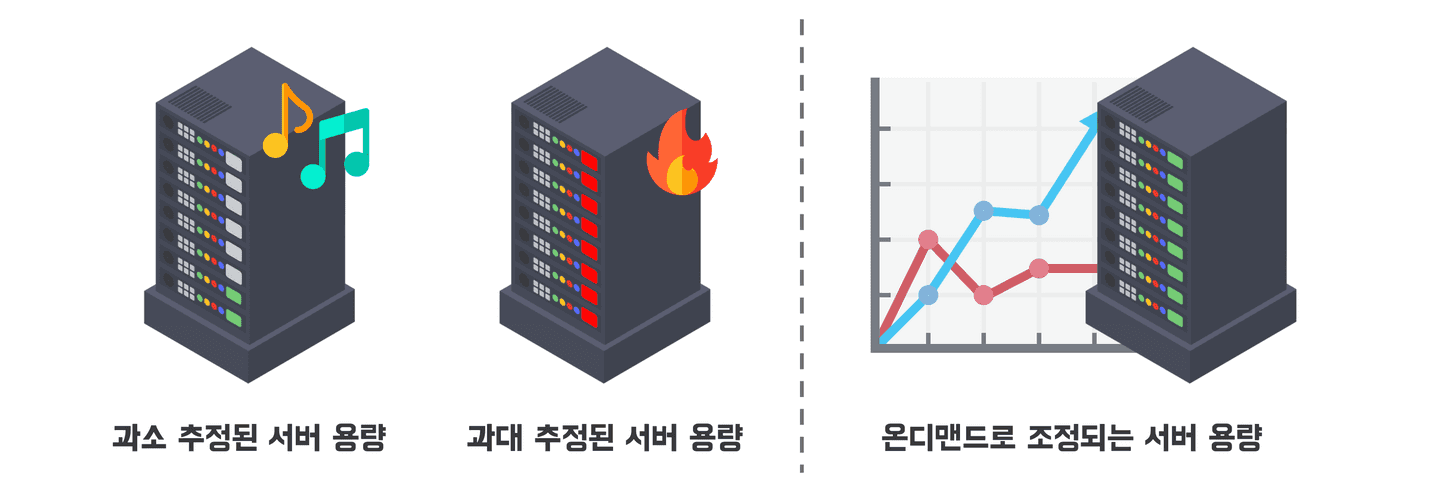 과소 추정된 서버 용량
과대 추정된 서버 용량
온디맨드로 조정되는 서버 용량